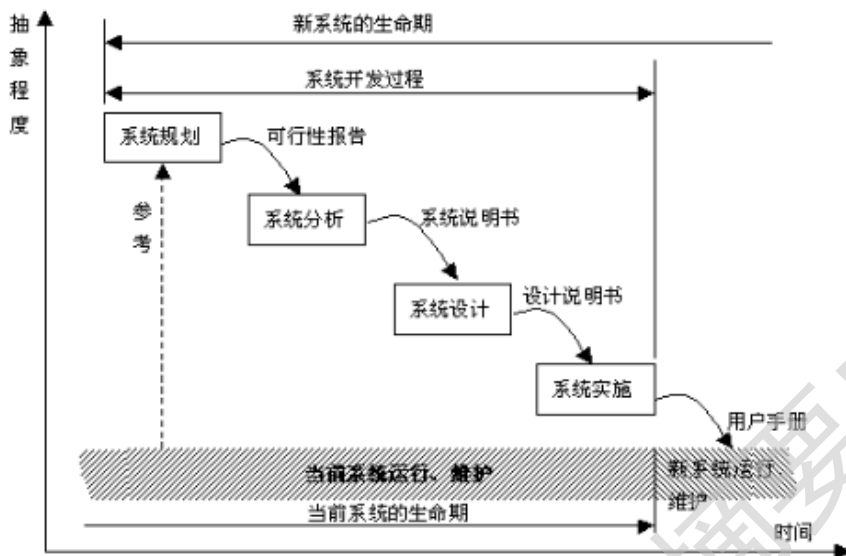 抽象程度
新系统的生命期
系统开发过程
系统规划
可行性报告
参考
系统分析
系统说明书
系统设计
设计说明书
系统实施
用户手册
当前系统运行、维护
新系统运行、
维护
当前系统的生命期
时间
摘要